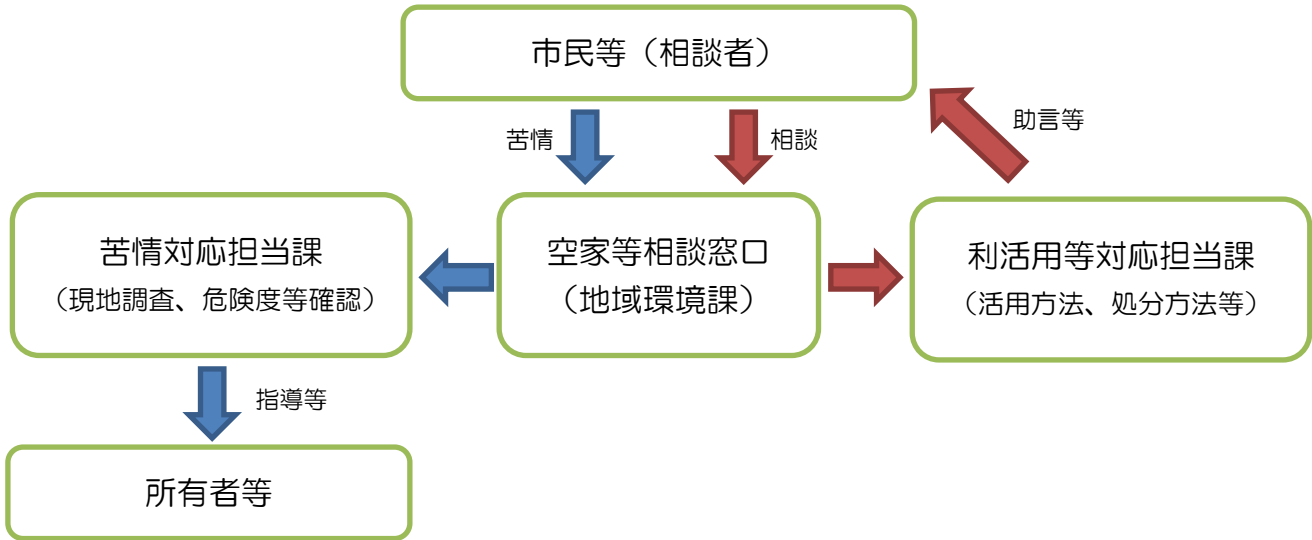 市民等（相談者）
苦情
相談
助言等
苦情対応担当課
（現地調査、危険度等確認）
空家等相談窓口
（地域環境課）
利活用等対応担当課
（活用方法、処分方法等）
指導等
所有者等